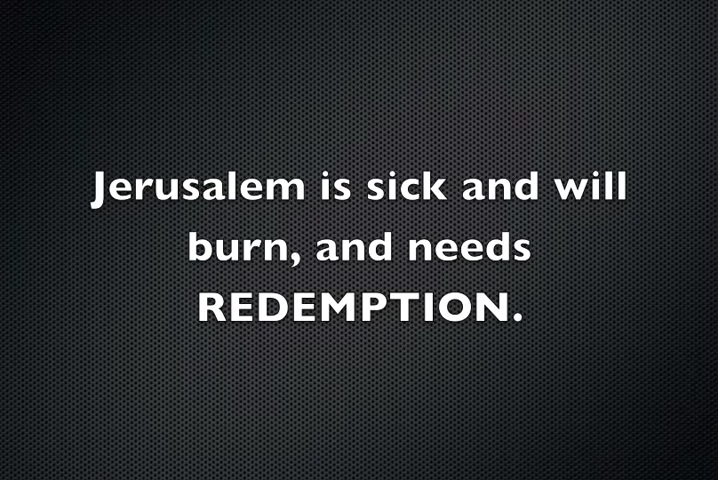 Jerusalem is sick and will
burn, and needs
REDEMPTION.